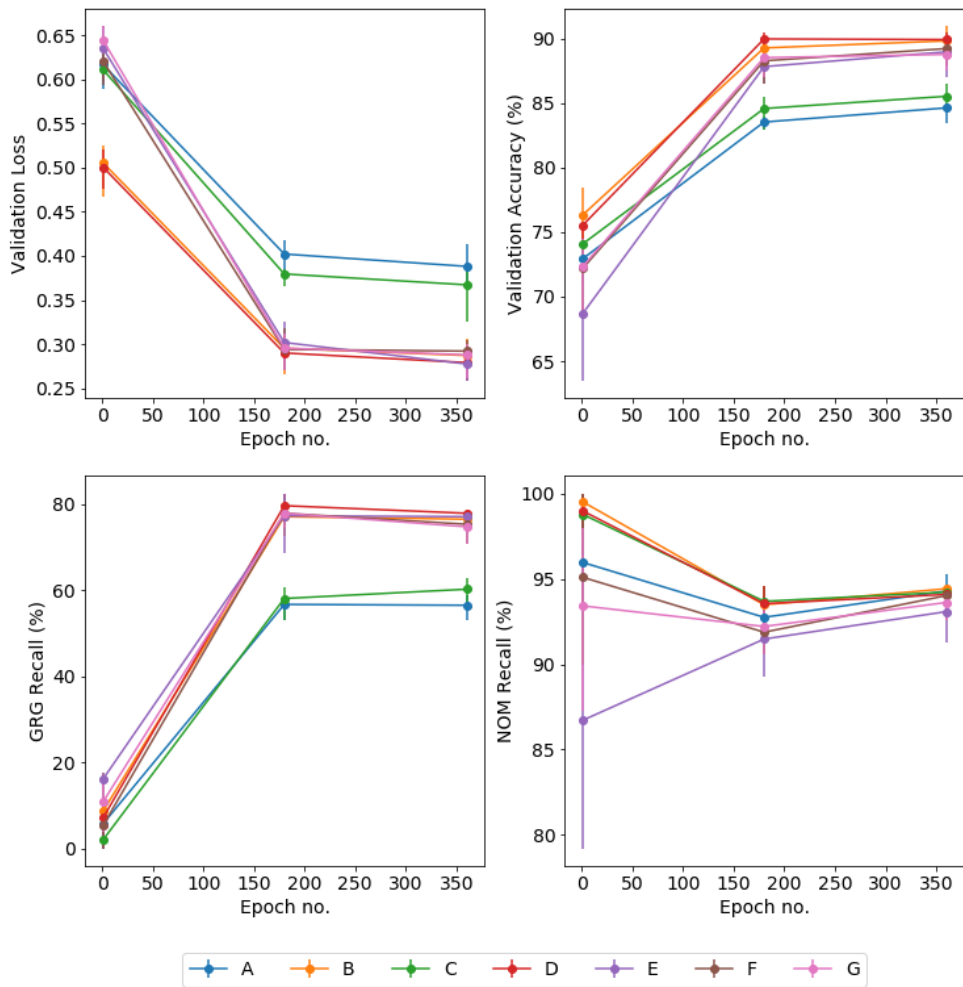 Validation Loss
0.65
0.60
0.55
0.50
0.45
0.40
0.35
0.30
0.25
0 50 100 150 200 250 300 350
Epoch no.
Validation Accuracy (%)
90
85
80
75
70
65
0 50 100 150 200 250 300 350
Epoch no.
GRG Recall (%)
80
60
40
20
0
0 50 100 150 200 250 300 350
Epoch no.
NOM Recall (%)
100
95
90
85
80
0 50 100 150 200 250 300 350
Epoch no.
A B C D E F G